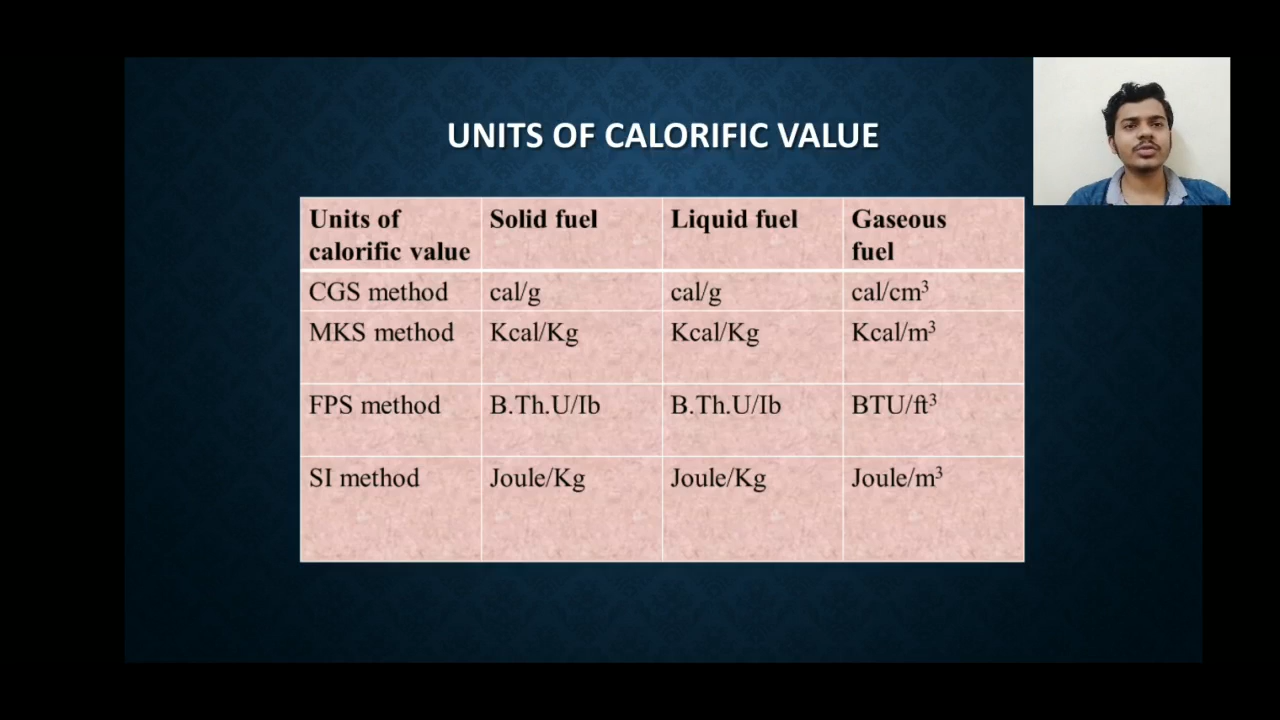 UNITS OF CALORIFIC VALUE
Units of calorific value Solid fuel Liquid fuel Gaseous fuel
CGS method cal/g cal/g cal/cm³
MKS method Kcal/Kg Kcal/Kg Kcal/m³
FPS method B.Th.U/Ib B.Th.U/Ib BTU/ft³
SI method Joule/Kg Joule/Kg Joule/m³